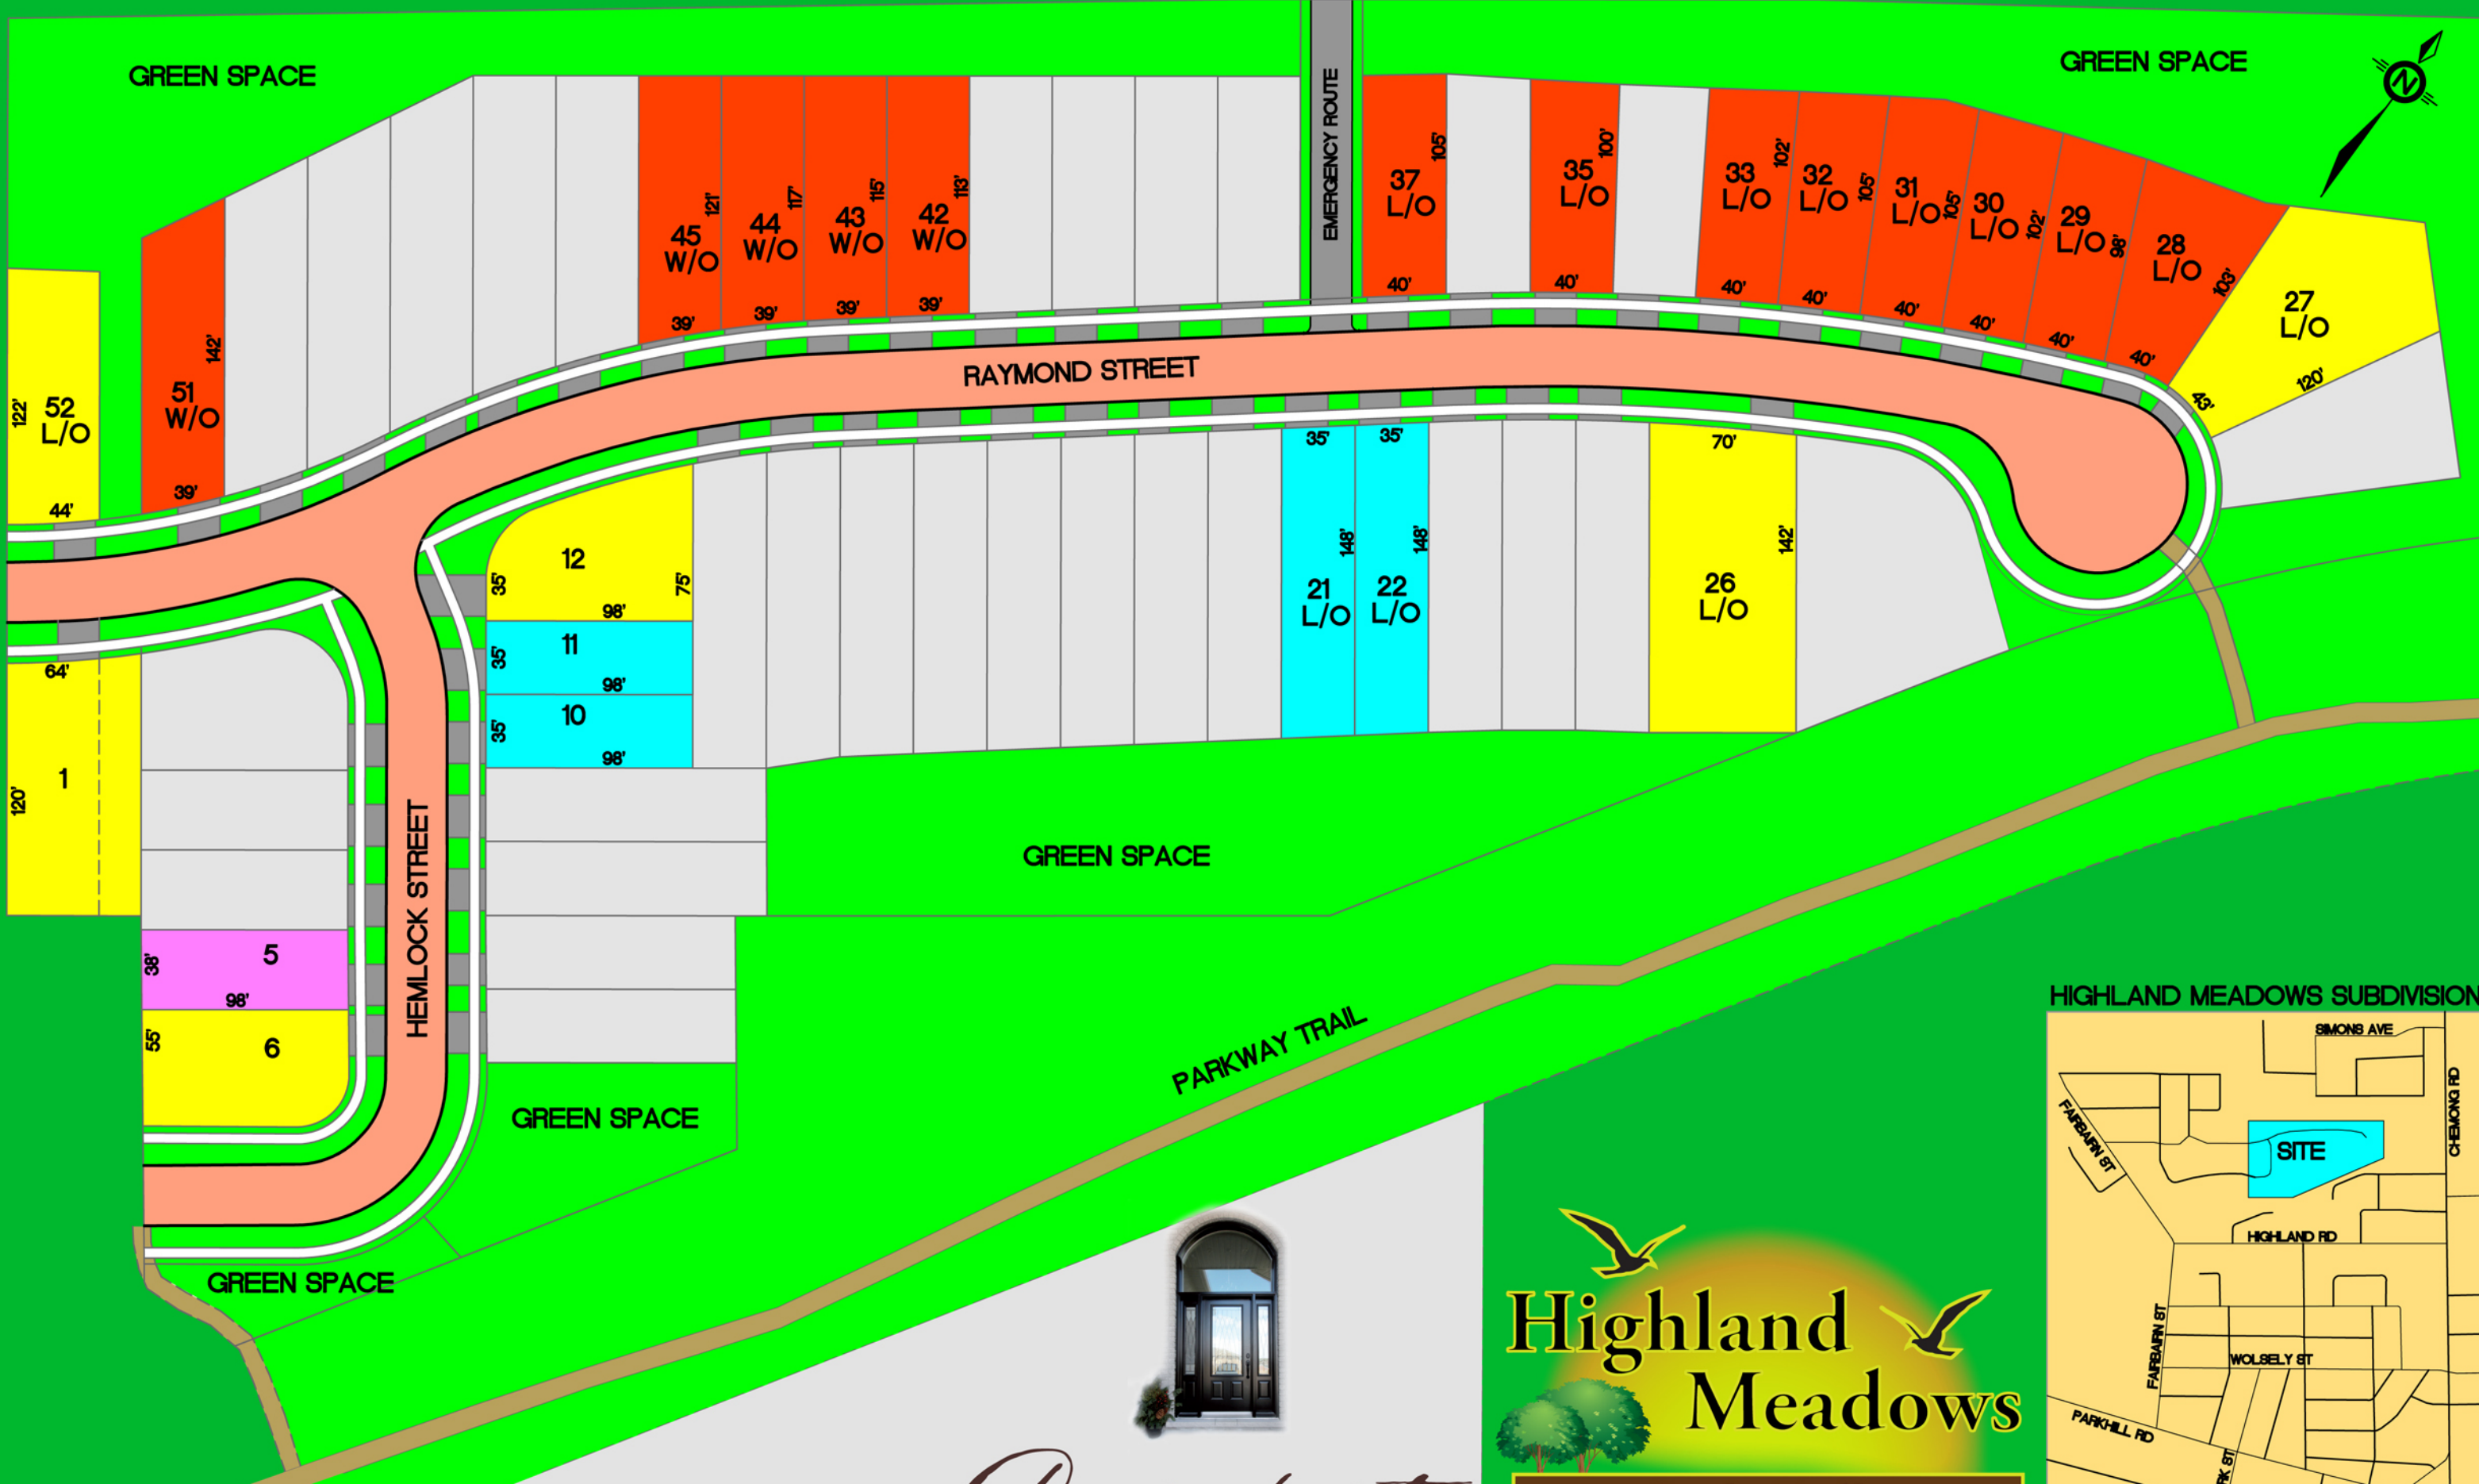 GREEN SPACE
GREEN SPACE
N
EMERGENCY ROUTE
52
L/O
122'
44'
51
W/O
142'
39'
45
W/O
121'
39'
44
W/O
117'
39'
43
W/O
115'
39'
42
W/O
113'
39'
37
L/O
105'
40'
35
L/O
100'
40'
33
L/O
102'
40'
32
L/O
105'
40'
31
L/O
105'
40'
30
L/O
102'
40'
29
L/O
98'
40'
28
L/O
103'
40'
27
L/O
43'
120'
RAYMOND STREET
12
35'
75'
98'
11
35'
98'
10
35'
98'
21
L/O
35'
148'
22
L/O
35'
148'
26
L/O
70'
142'
64'
1
120'
5
38'
98'
6
55'
HEMLOCK STREET
GREEN SPACE
GREEN SPACE
GREEN SPACE
PARKWAY TRAIL
HIGHLAND MEADOWS SUBDIVISION
SIMONS AVE
CHEMONG RD
FAIRBAIRN ST
SITE
HIGHLAND RD
FAIRBAIRN ST
WOLSELY ST
PARKHILL RD
Highland
Meadows